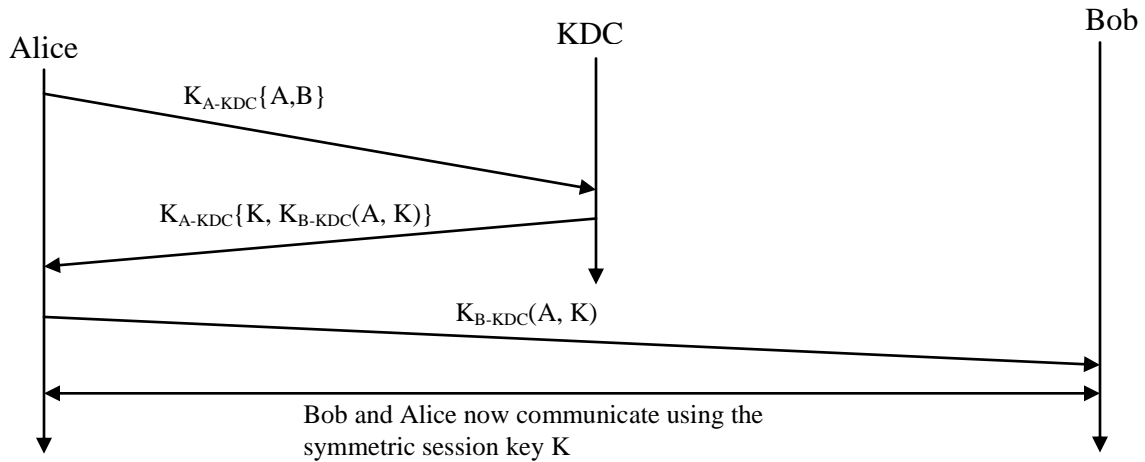 Alice
KDC
Bob
K_A-KDC{A,B}
K_A-KDC{K, K_B-KDC(A, K)}
K_B-KDC(A, K)
Bob and Alice now communicate using the
symmetric session key K